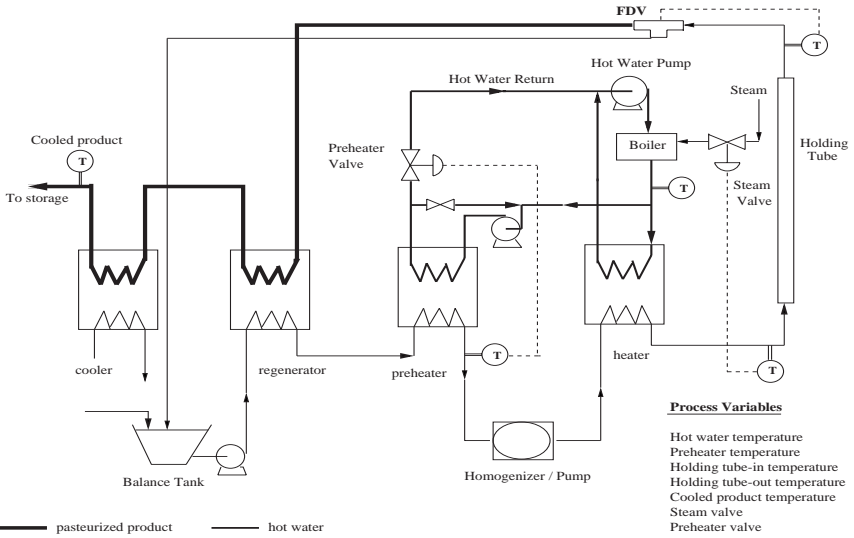 FDV
T
Hot Water Pump
Hot Water Return
Steam
Cooled product
T
Preheater
Valve
Boiler
Holding
Tube
To storage
T
Steam
Valve
cooler
regenerator
preheater
T
heater
T
Balance Tank
Homogenizer / Pump
Process Variables
Hot water temperature
Preheater temperature
Holding tube-in temperature
Holding tube-out temperature
Cooled product temperature
Steam valve
Preheater valve
pasteurized product
hot water